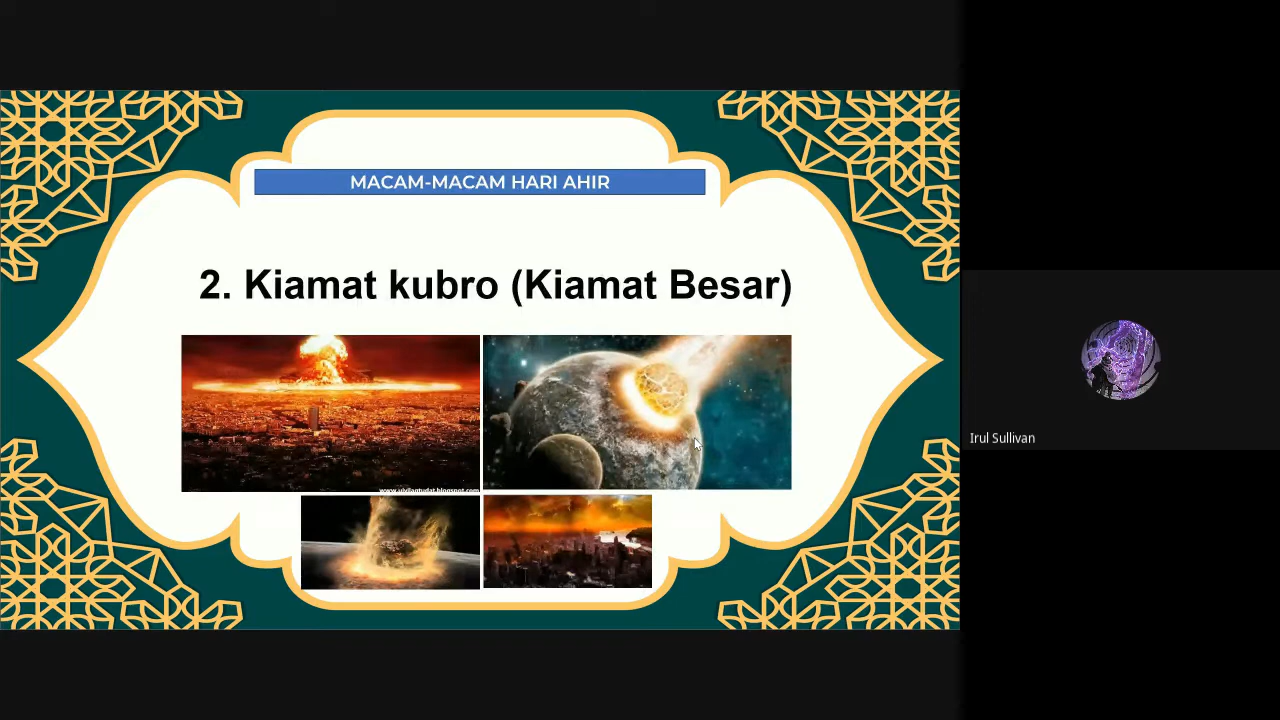 MACAM-MACAM HARI AHIR
2. Kiamat kubro (Kiamat Besar)
Irul Sullivan